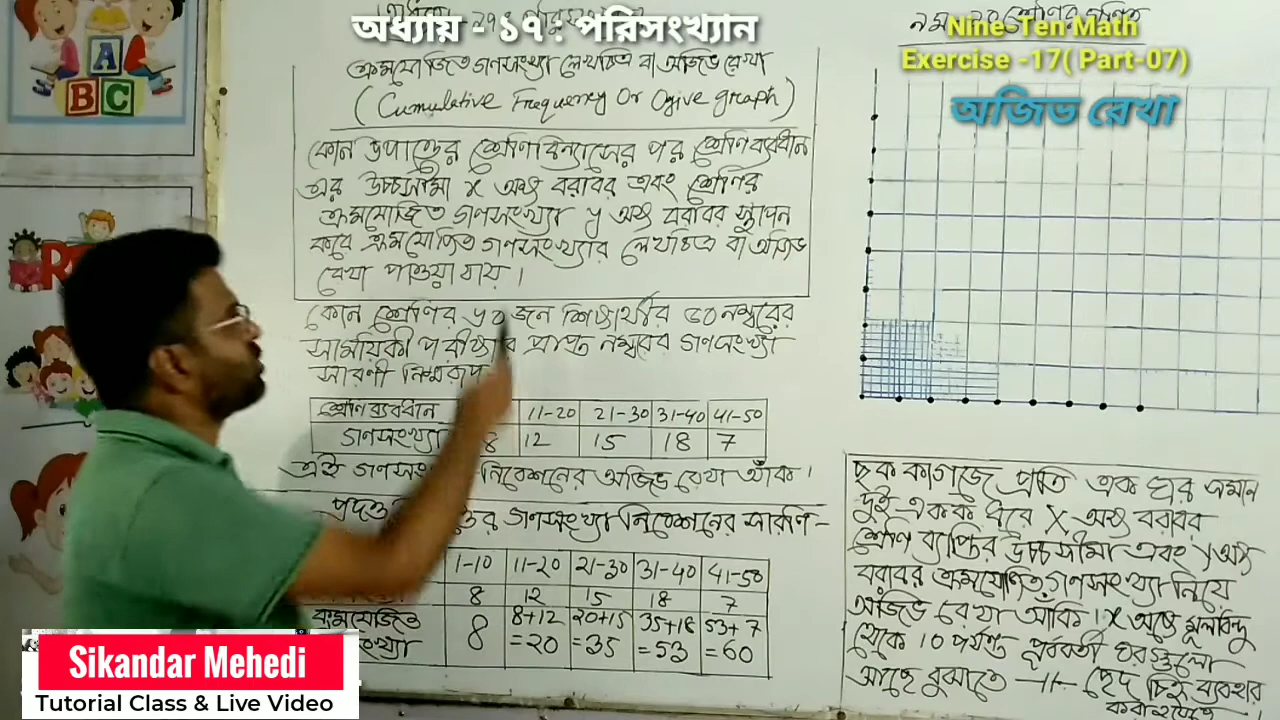 অধ্যায় - ১৭ : পরিসংখ্যান
Nine-Ten Math
Exercise -17( Part-07)
অজিভ রেখা
A
B C
ক্রমযোজিত গণসংখ্যা লেখচিত্র বা অজিভ রেখা
(Cumulative Frequency Or Ogive graph)
কোন উপাত্তের শ্রেণিবিন্যাসের পর শ্রেণিব্যবধান
এর উচ্চসীমা x অক্ষ বরাবর এবং শ্রেণির
ক্রমযোজিত গণসংখ্যা y অক্ষ বরাবর স্থাপন
করে ক্রমযোজিত গণসংখ্যার লেখচিত্র বা অজিভ
রেখা পাওয়া যায়।
কোন শ্রেণির ৬০ জন শিক্ষার্থীর ৫০ নম্বরের
সাময়িকী পরীক্ষার প্রাপ্ত নম্বরের গণসংখ্যা
সারণী নিম্নরূপ
শ্রেণিব্যবধান 11-20 21-30 31-40 41-50
গণসংখ্যা 8 12 15 18 7
এই গণসংখ্যা নিবেশনের অজিভ রেখা আঁক।
গণসংখ্যা নিবেশনের সারণি -
1-10 11-20 21-30 31-40 41-50
8 12 15 18 7
ক্রমযোজিত 8 8+12 20+15 35+18 53+7
=20 =35 =53 =60
ছক কাগজে প্রতি এক ঘর সমান
দুই একক ধরে X অক্ষ বরাবর
শ্রেণি ব্যাপ্তির উচ্চসীমা এবং y অক্ষ
বরাবর ক্রমযোজিত গণসংখ্যা নিয়ে
অজিভ রেখা আঁকি। X অক্ষে মূলবিন্দু
থেকে 10 পর্যন্ত পূর্ববর্তী ঘরগুলো
আছে বুঝাতে -//- ছেদ চিহ্ন ব্যবহার
করা হয়েছে।
Sikandar Mehedi
Tutorial Class & Live Video